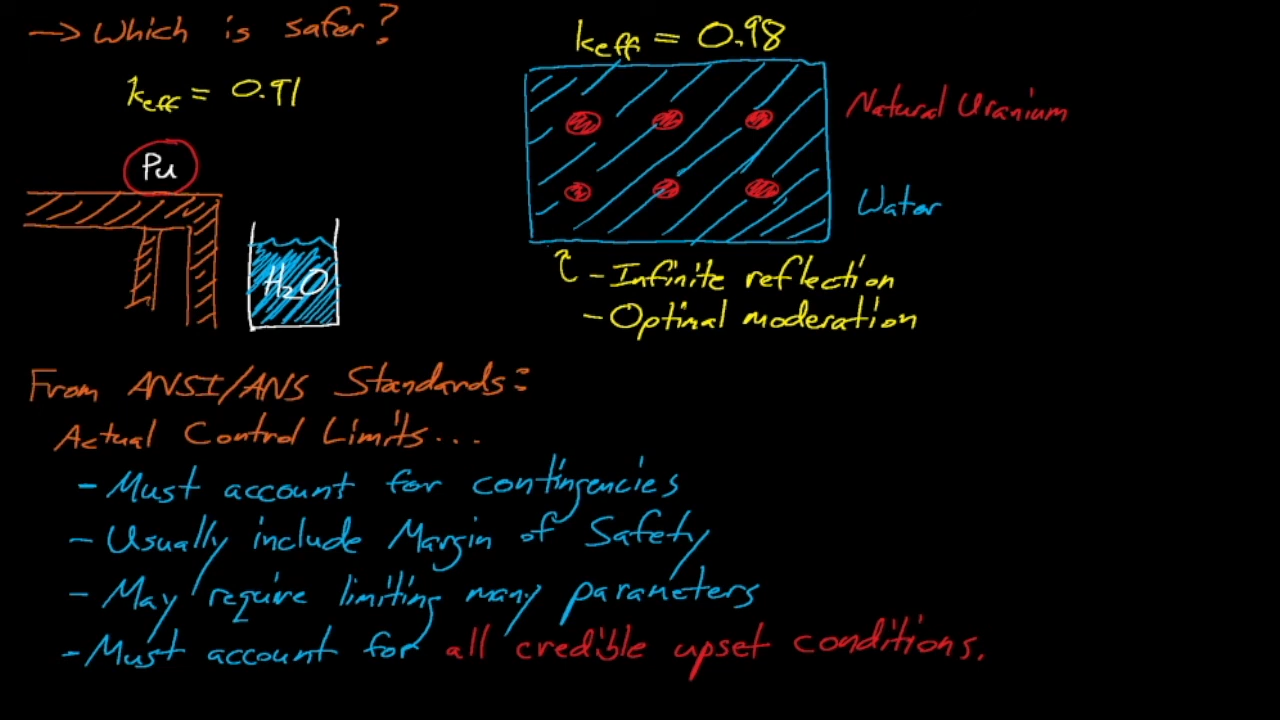 → Which is safer?
keff = 0.91
Pu
H₂O
keff = 0.98
Natural Uranium
Water
- Infinite reflection
- Optimal moderation
From ANSI/ANS Standards:
Actual Control Limits...
- Must account for contingencies
- Usually include Margin of Safety
- May require limiting many parameters
- Must account for all credible upset conditions.